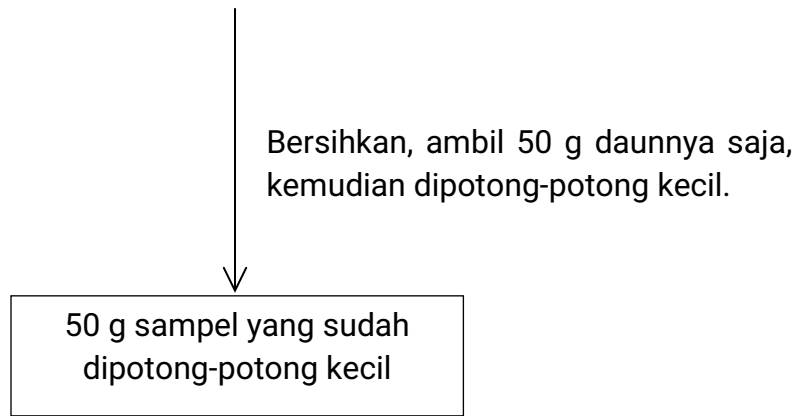 Bersihkan, ambil 50 g daunnya saja,
kemudian dipotong-potong kecil.
50 g sampel yang sudah
dipotong-potong kecil